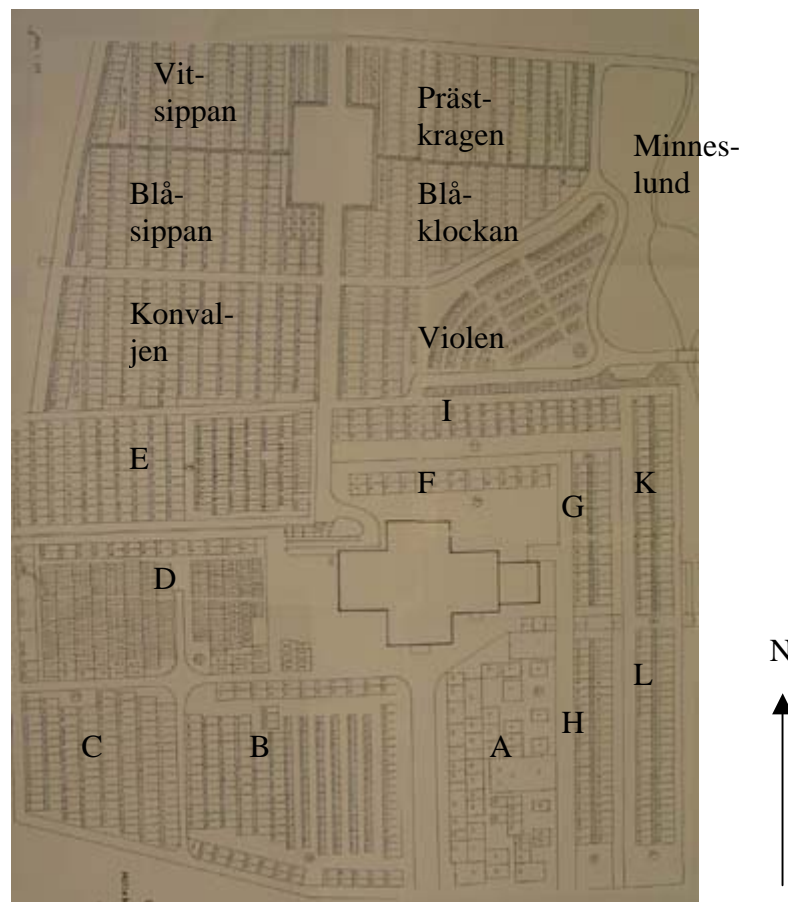 Vit-
sippan
Präst-
kragen
Minnes-
lund
Blå-
sippan
Blå-
klockan
Konval-
jen
Violen
I
E
F
K
G
D
N
L
H
C
B
A